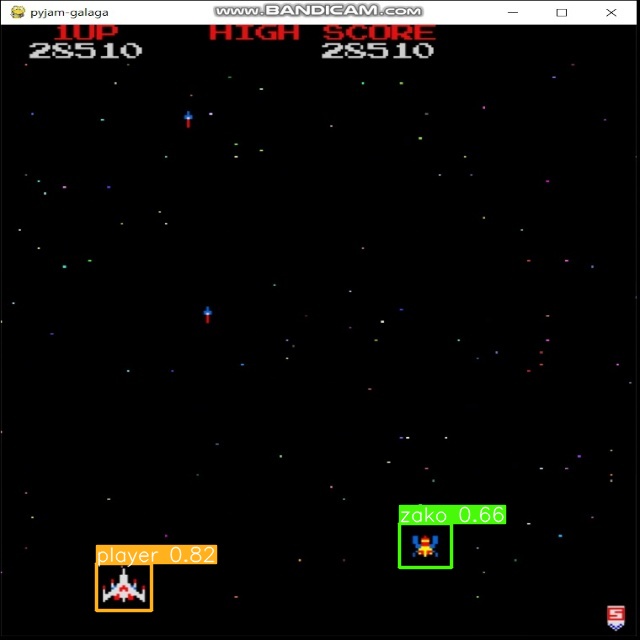 pyjam-galaga
www.BANDICAM.com
1UP HIGH SCORE
28510 28510
zako 0.66
player 0.82
5